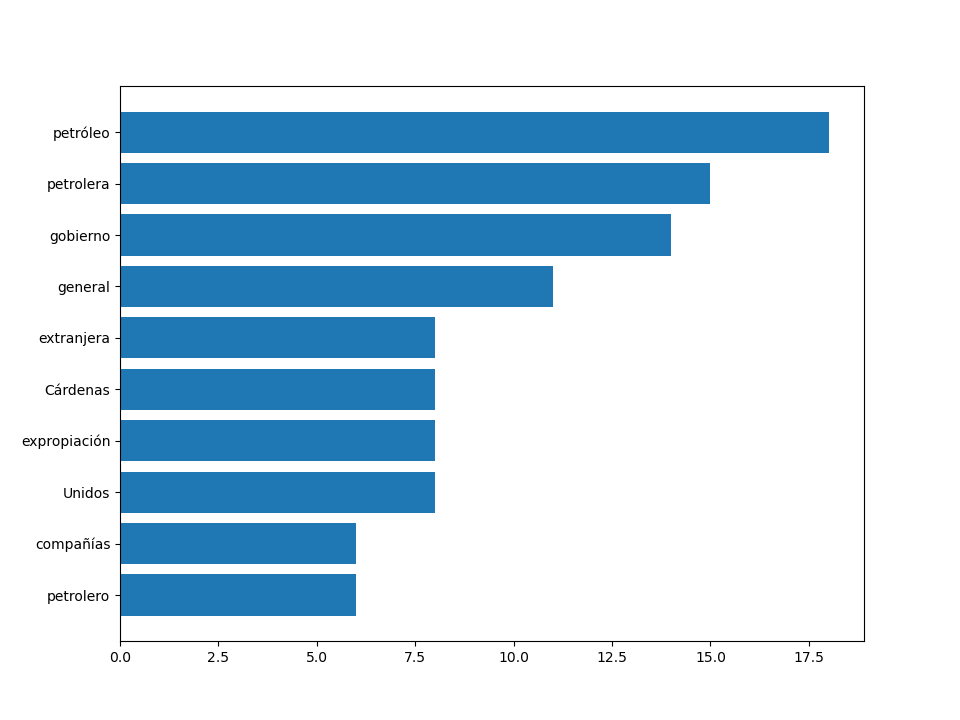 petróleo
petrolera
gobierno
general
extranjera
Cárdenas
expropiación
Unidos
compañías
petrolero
0.0 2.5 5.0 7.5 10.0 12.5 15.0 17.5